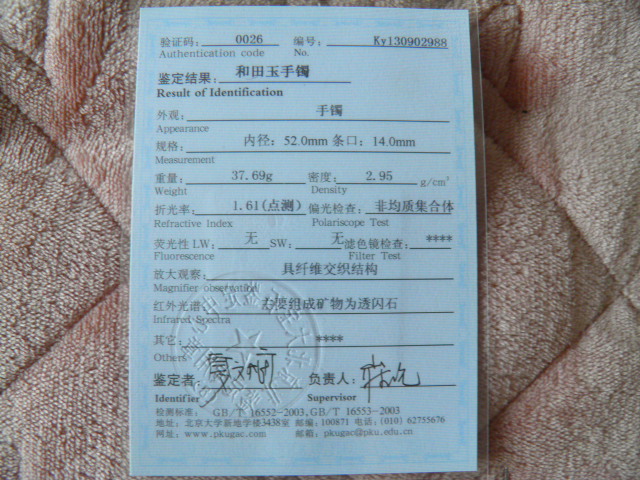 验证码: 0026 编号: Ky130902988
Authentication code No.
鉴定结果: 和田玉手镯
Result of Identification
外观: 手镯
Appearance
规格: 内径: 52.0mm 条口: 14.0mm
Measurement
重量: 37.69g 密度: 2.95 g/cm³
Weight Density
折光率: 1.61(点测) 偏光检查: 非均质集合体
Refractive Index Polariscope Test
荧光性 LW: 无 SW: 无 滤色镜检查: ****
Fluorescence Filter Test
放大观察: 具纤维交织结构
Magnifier observation
红外光谱: 主要组成矿物为透闪石
Infrared Spectra
其它: ****
Others
鉴定者: 负责人:
Identifier Supervisor
检测标准: GB/T 16552-2003,GB/T 16553-2003
地址: 北京大学新地学楼3438室 邮编: 100871 电话: (010) 62755676
网址: www.pkugac.com 邮箱: pkugac@pku.edu.cn